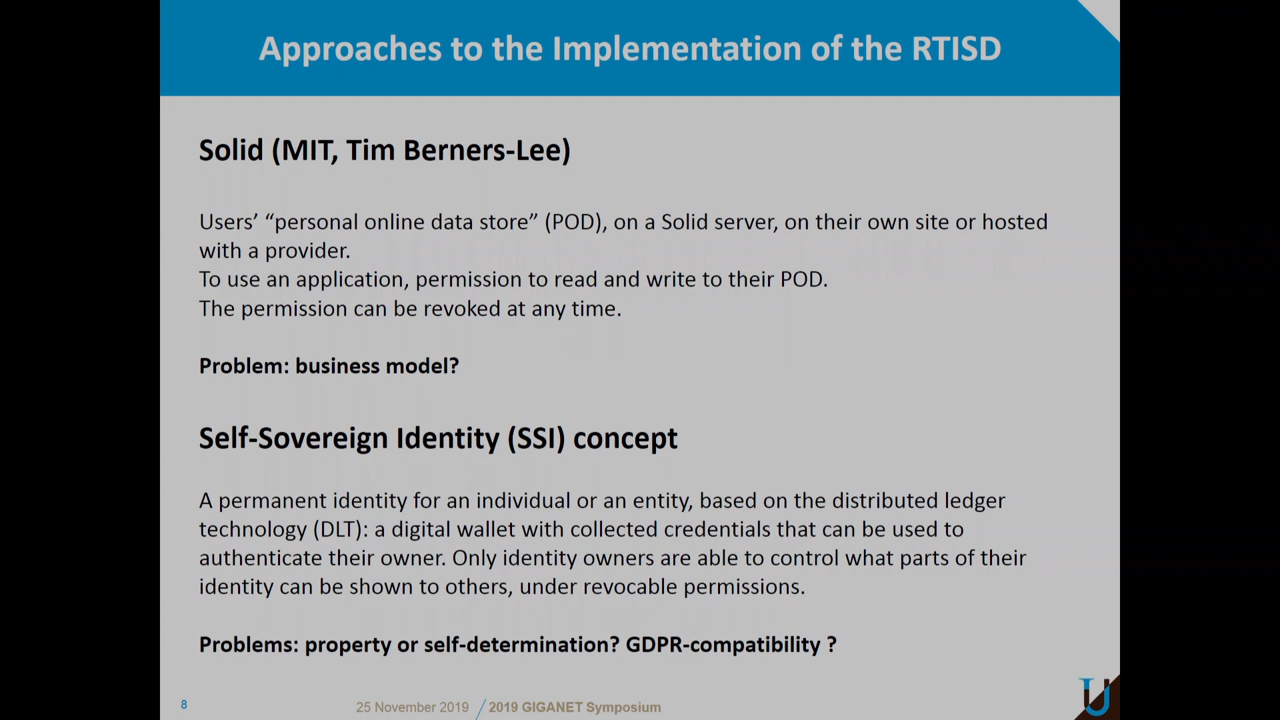 Approaches to the Implementation of the RTISD
Solid (MIT, Tim Berners-Lee)
Users’ “personal online data store” (POD), on a Solid server, on their own site or hosted
with a provider.
To use an application, permission to read and write to their POD.
The permission can be revoked at any time.
Problem: business model?
Self-Sovereign Identity (SSI) concept
A permanent identity for an individual or an entity, based on the distributed ledger
technology (DLT): a digital wallet with collected credentials that can be used to
authenticate their owner. Only identity owners are able to control what parts of their
identity can be shown to others, under revocable permissions.
Problems: property or self-determination? GDPR-compatibility ?
8
25 November 2019 / 2019 GIGANET Symposium
U